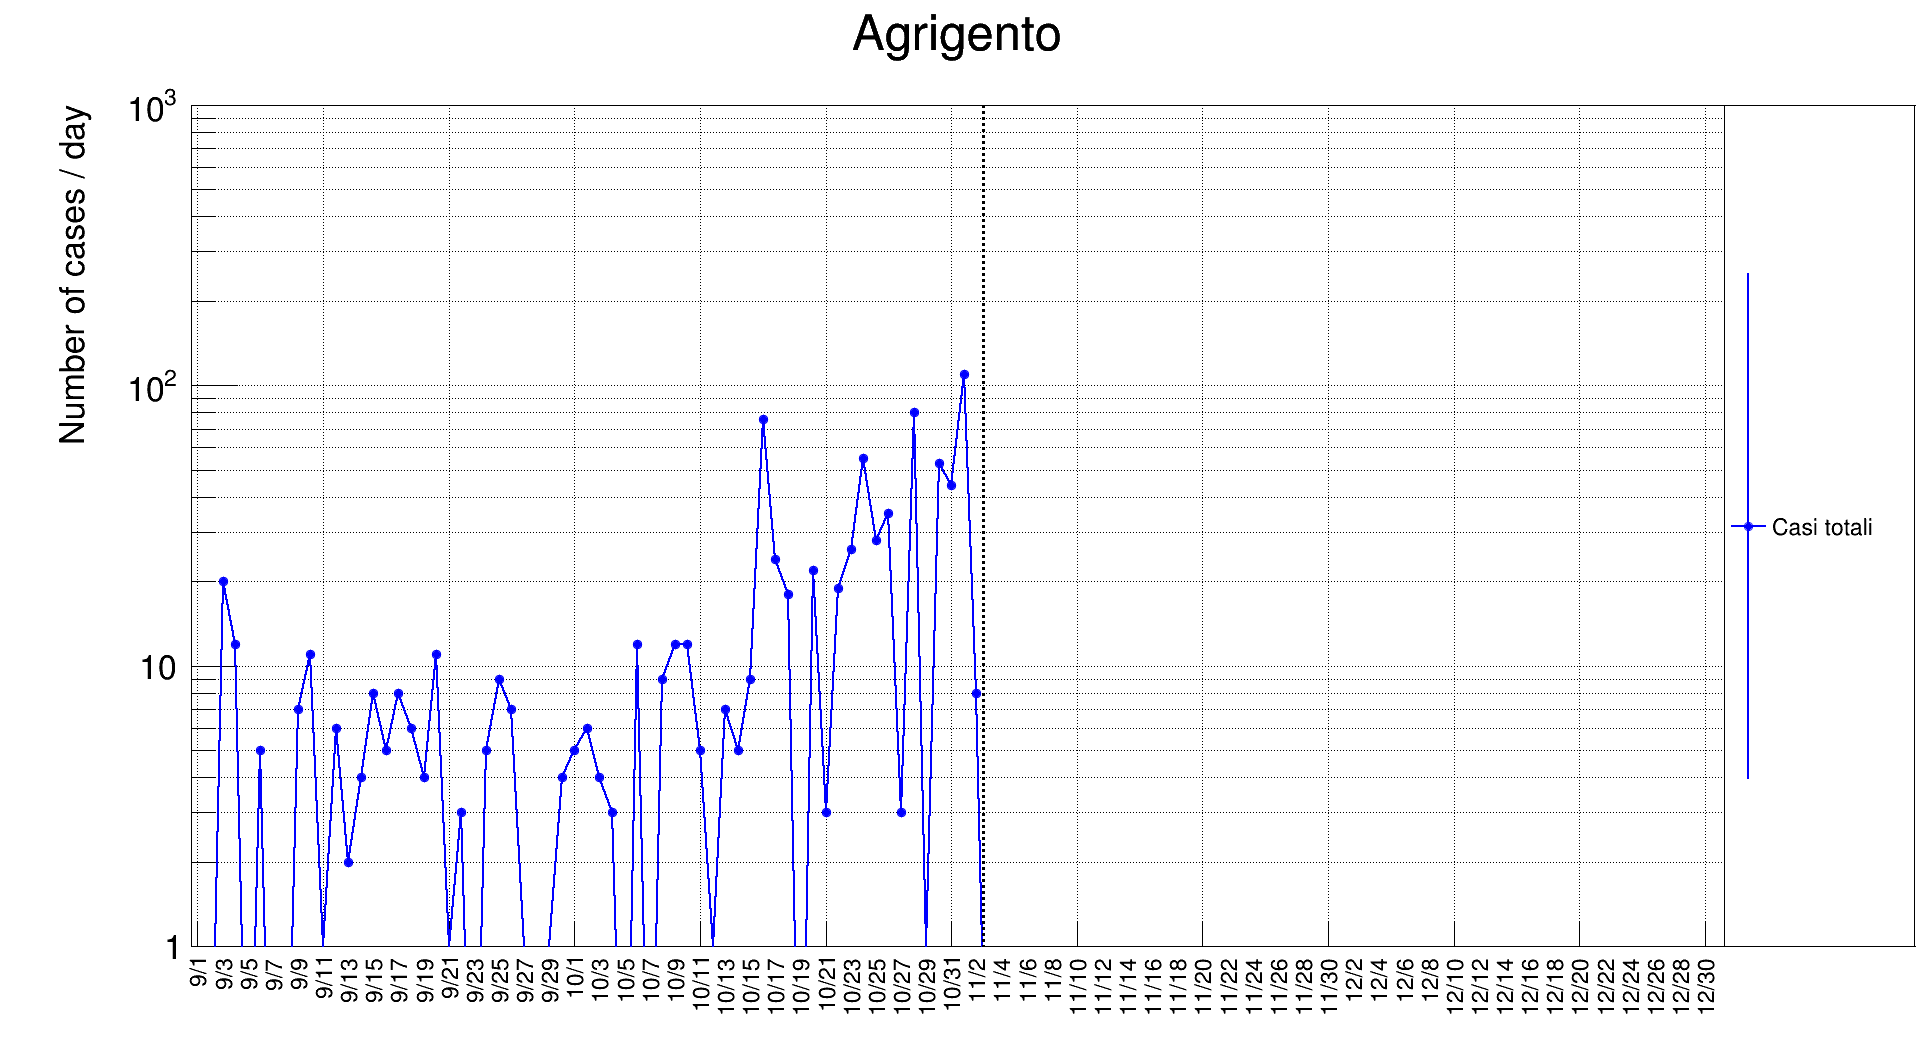 Agrigento
Number of cases / day
10³
10²
10
1
9/1 9/3 9/5 9/7 9/9 9/11 9/13 9/15 9/17 9/19 9/21 9/23 9/25 9/27 9/29 10/1 10/3 10/5 10/7 10/9 10/11 10/13 10/15 10/17 10/19 10/21 10/23 10/25 10/27 10/29 10/31 11/2 11/4 11/6 11/8 11/10 11/12 11/14 11/16 11/18 11/20 11/22 11/24 11/26 11/28 11/30 12/2 12/4 12/6 12/8 12/10 12/12 12/14 12/16 12/18 12/20 12/22 12/24 12/26 12/28 12/30
Casi totali